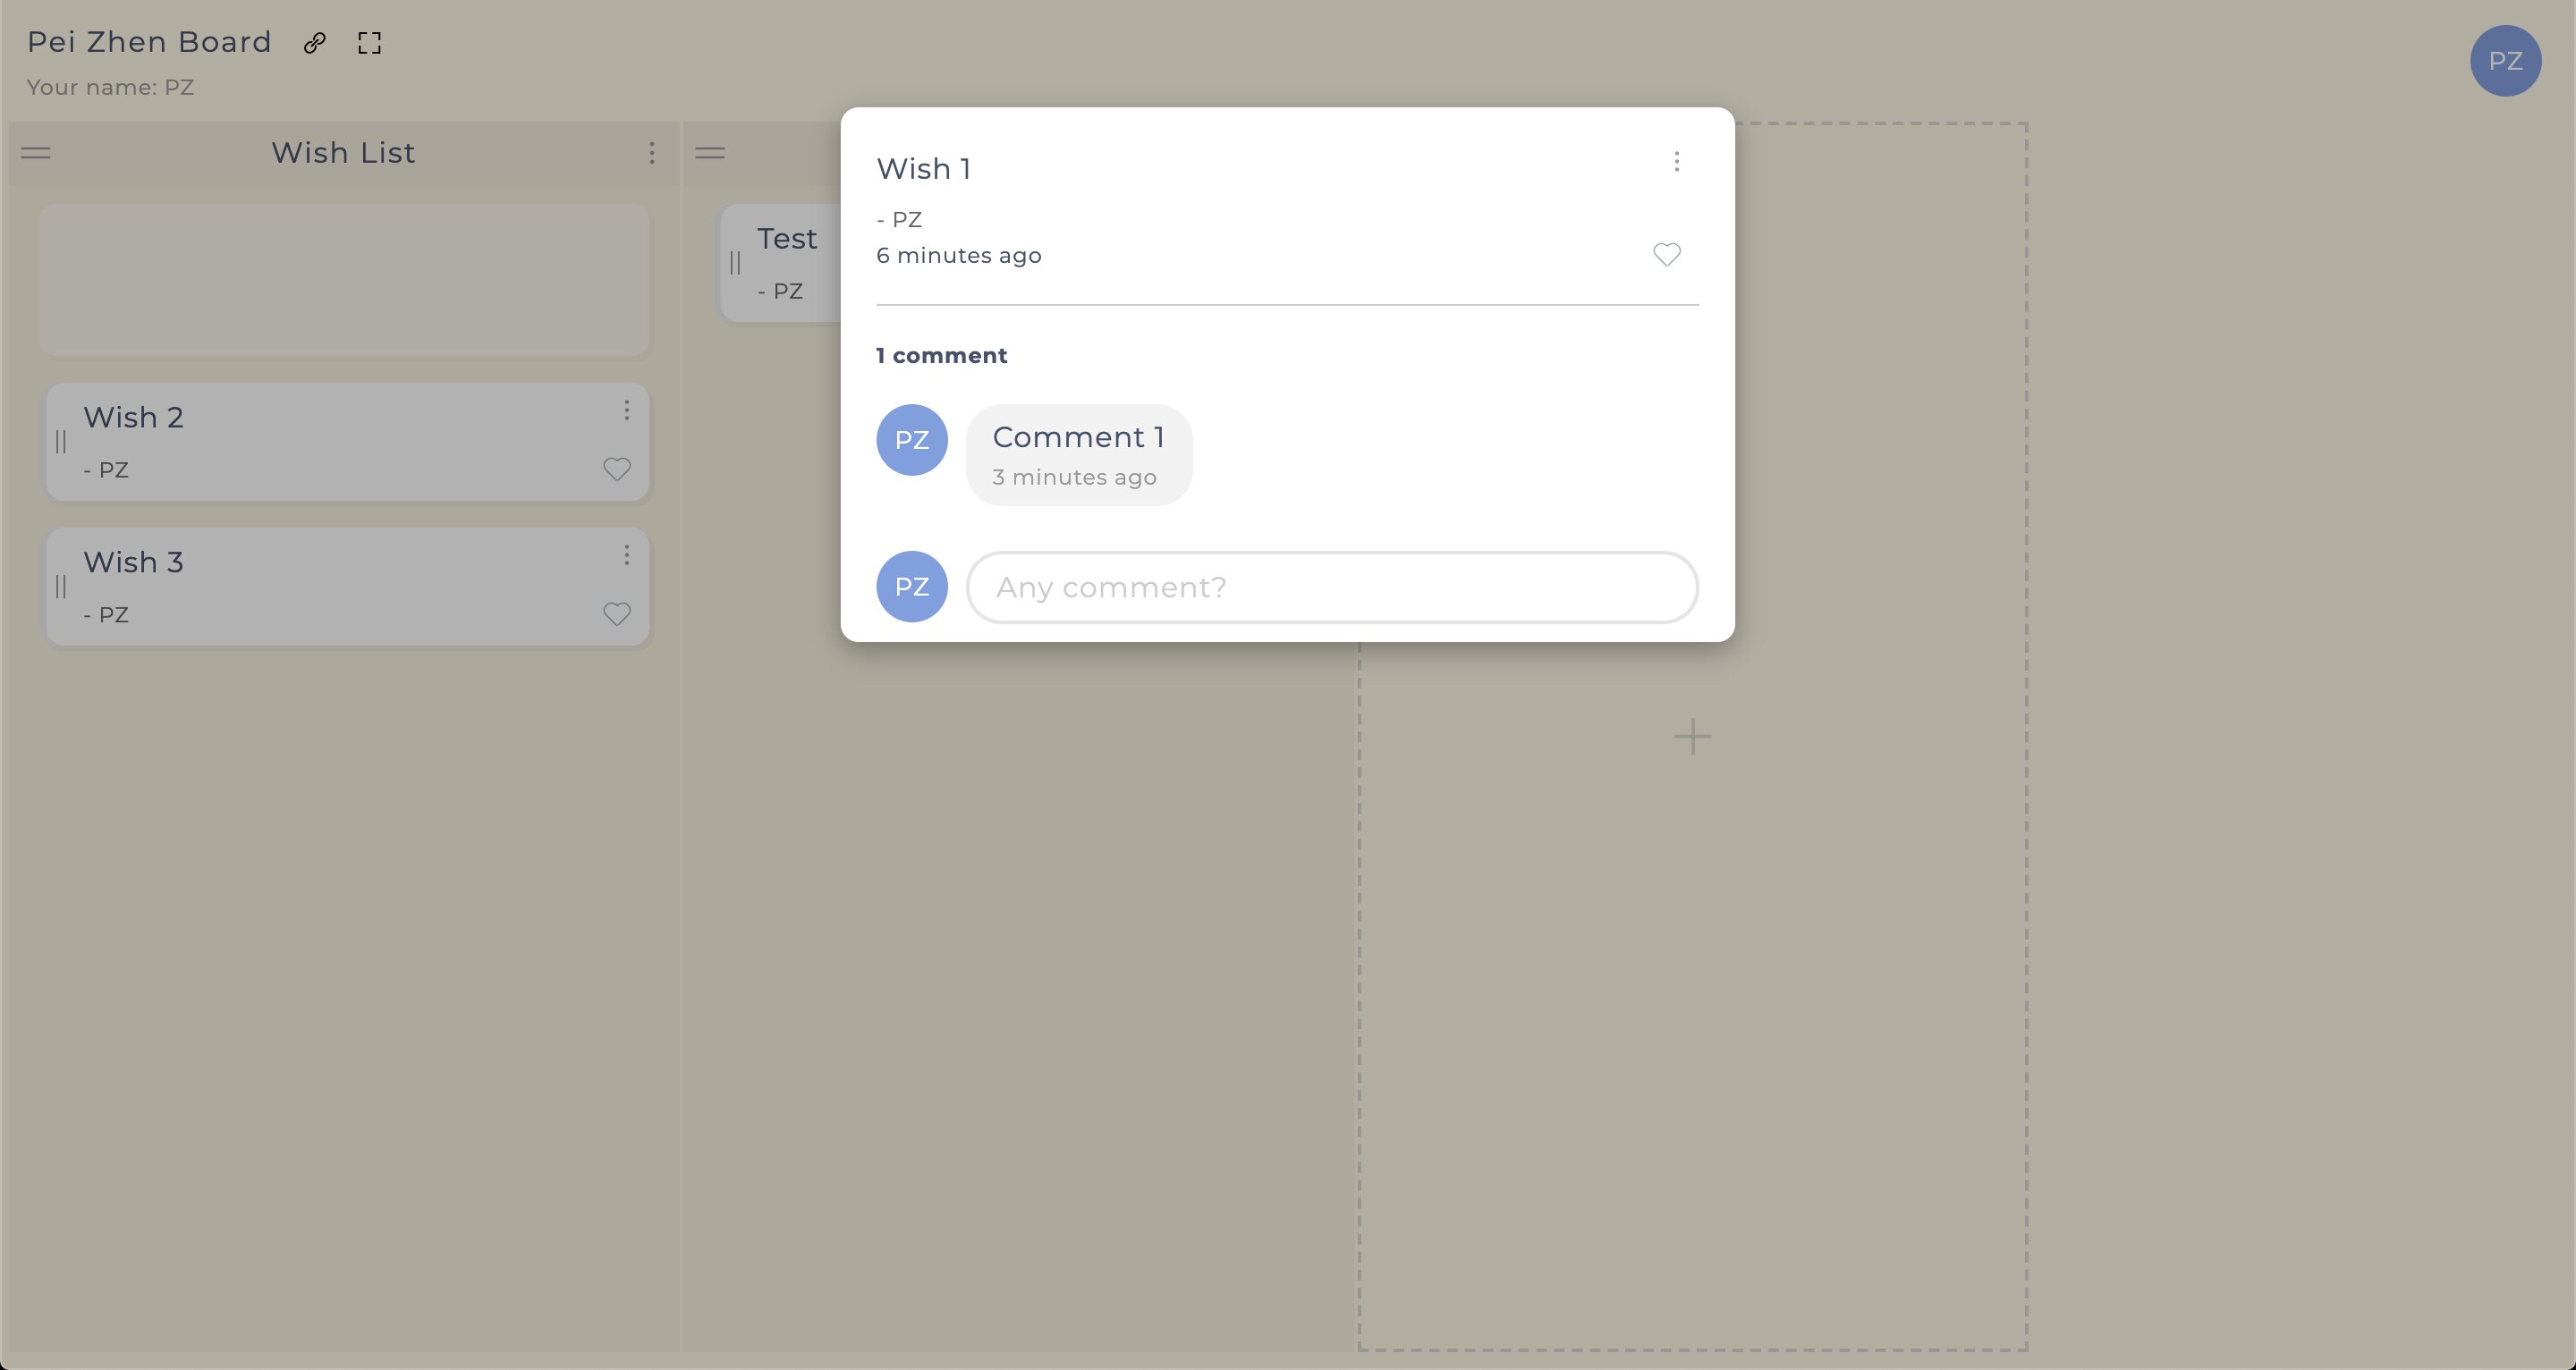 Pei Zhen Board
Your name: PZ
PZ
Wish List
Wish 2
- PZ
Wish 3
- PZ
Test
- PZ
Wish 1
- PZ
6 minutes ago
1 comment
PZ
Comment 1
3 minutes ago
PZ
Any comment?